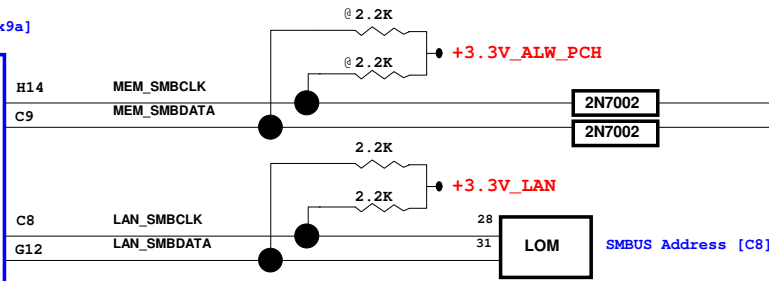 x9a]
@ 2.2K
+3.3V_ALW_PCH
@ 2.2K
H14 MEM_SMBCLK
2N7002
C9 MEM_SMBDATA
2N7002
2.2K
+3.3V_LAN
2.2K
C8 LAN_SMBCLK 28
G12 LAN_SMBDATA 31 LOM SMBUS Address [C8]